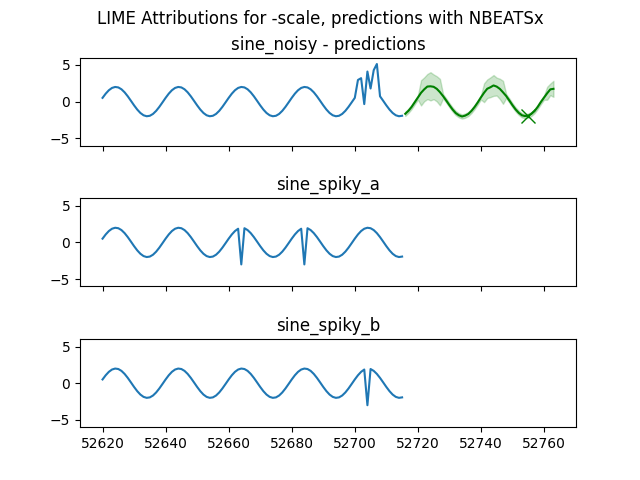 LIME Attributions for -scale, predictions with NBEATSx
sine_noisy - predictions
5
0
−5
sine_spiky_a
5
0
−5
sine_spiky_b
5
0
−5
52620 52640 52660 52680 52700 52720 52740 52760